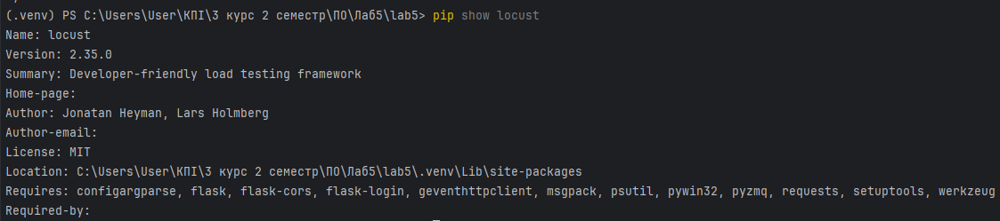 (.venv) PS C:\Users\User\КПІ\3 курс 2 семестр\ПО\Лаб5\lab5> pip show locust
Name: locust
Version: 2.35.0
Summary: Developer-friendly load testing framework
Home-page:
Author: Jonatan Heyman, Lars Holmberg
Author-email:
License: MIT
Location: C:\Users\User\КПІ\3 курс 2 семестр\ПО\Лаб5\lab5\.venv\Lib\site-packages
Requires: configargparse, flask, flask-cors, flask-login, geventhttpclient, msgpack, psutil, pywin32, pyzmq, requests, setuptools, werkzeug
Required-by: